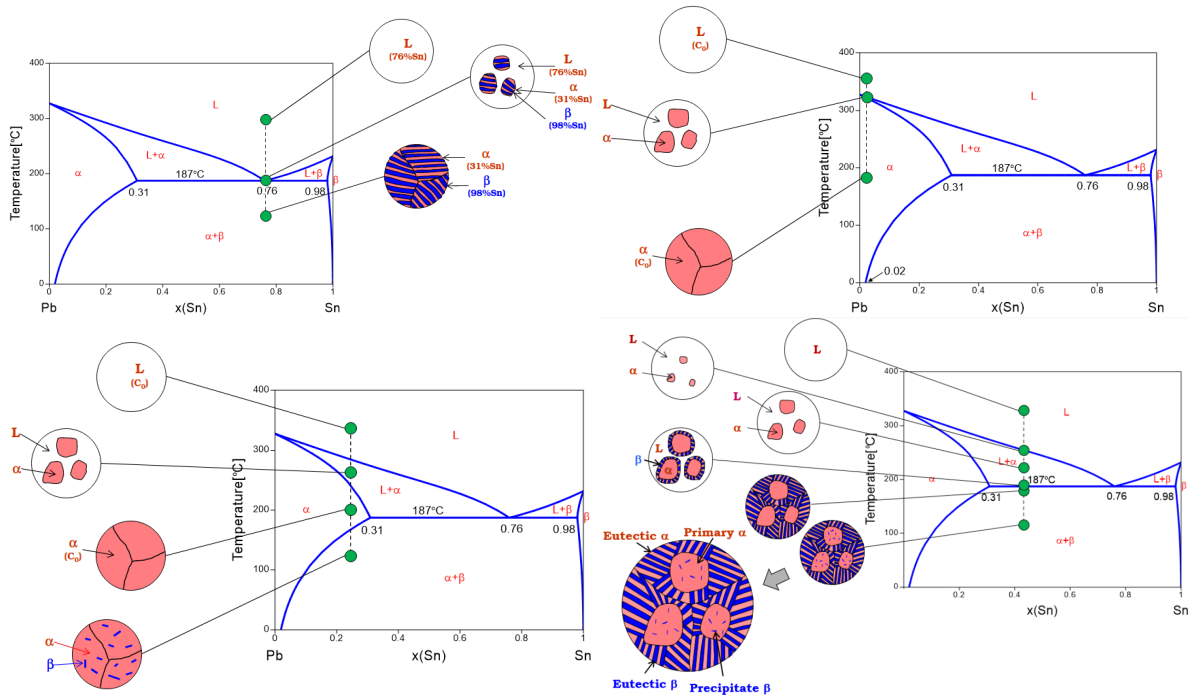 L
(76%Sn)
L
(76%Sn)
α
(31%Sn)
β
(98%Sn)
α
(31%Sn)
β
(98%Sn)
Temperature[°C]
400
300
200
100
0
L
L+α
α
187°C
L+β
β
0.31
0.76
0.98
α+β
0
0.2
0.4
0.6
0.8
1
Pb
x(Sn)
Sn
L
(C₀)
L
α
α
(C₀)
Temperature[°C]
400
300
200
100
0
L
L+α
α
187°C
L+β
β
0.31
0.76
0.98
α+β
0.02
0
0.2
0.4
0.6
0.8
1
Pb
x(Sn)
Sn
L
(C₀)
L
α
α
(C₀)
α
β
Temperature[°C]
400
300
200
100
0
L
L+α
α
187°C
L+β
β
0.31
0.76
0.98
α+β
0
0.2
0.4
0.6
0.8
1
Pb
x(Sn)
Sn
L
α
L
L
α
L
β
α
Eutectic α
Primary α
Eutectic β
Precipitate β
Temperature[°C]
400
300
200
100
0
L
L+α
α
187°C
L+β
β
0.31
0.76
0.98
α+β
0.2
0.4
0.6
0.8
1
x(Sn)
Sn